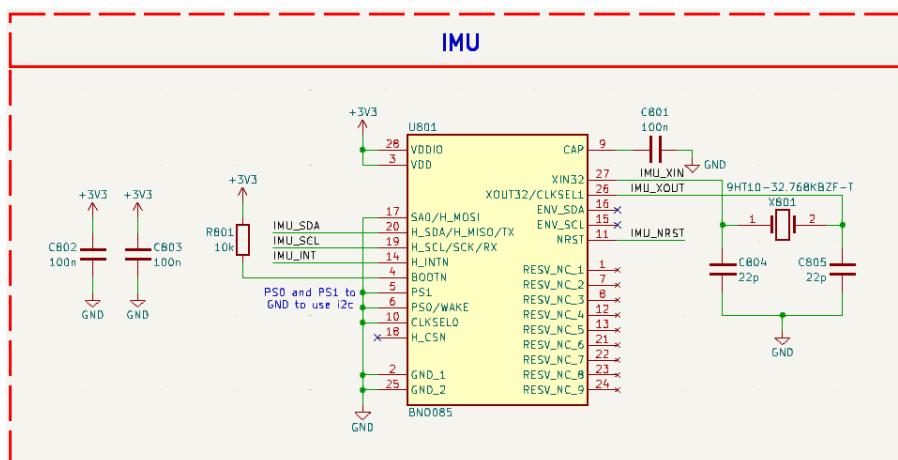 IMU
+3V3
U801
C801
100n
28
VDDIO
3
VDD
CAP
9
GND
XIN32
27
IMU_XIN
XOUT32/CLKSEL1
26
IMU_XOUT
9HT10-32.768KBZF-T
X801
1
2
ENV_SDA
16
ENV_SCL
15
NRST
11
IMU_NRST
+3V3
+3V3
+3V3
C802
100n
C803
100n
R801
10k
GND
GND
IMU_SDA
IMU_SCL
IMU_INT
17
SA0/H_MOSI
20
H_SDA/H_MISO/TX
19
H_SCL/SCK/RX
14
H_INTN
4
BOOTN
5
PS1
6
PS0/WAKE
10
CLKSEL0
18
H_CSN
2
GND_1
25
GND_2
PS0 and PS1 to
GND to use i2c
RESV_NC_1
1
RESV_NC_2
7
RESV_NC_3
8
RESV_NC_4
12
RESV_NC_5
13
RESV_NC_6
21
RESV_NC_7
22
RESV_NC_8
23
RESV_NC_9
24
C804
22p
C805
22p
GND
GND
BNO085